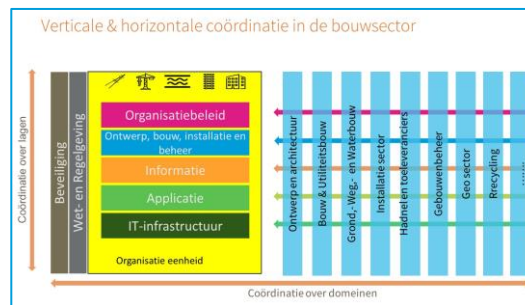 Verticale & horizontale coördinatie in de bouwsector
Coördinatie over lagen
Beveiliging
Wet- en Regelgeving
Organisatiebeleid
Ontwerp, bouw, installatie en
beheer
Informatie
Applicatie
IT-infrastructuur
Organisatie eenheid
Ontwerp en architectuur
Bouw & Utiliteitsbouw
Grond,- Weg,- en Waterbouw
Installatie sector
Hadnel en toeleveranciers
Gebouwenbeheer
Geo sector
Rrecycling
Coördinatie over domeinen